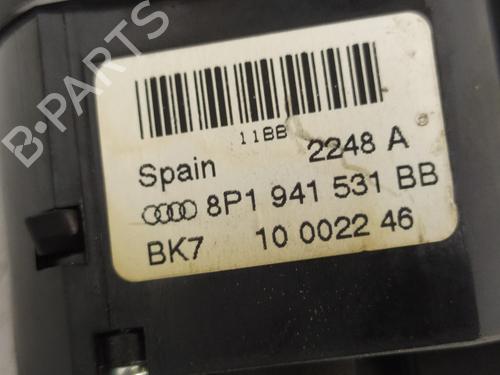 B-PARTS
11BB
Spain 2248 A
8P1 941 531 BB
BK7 10 0022 46